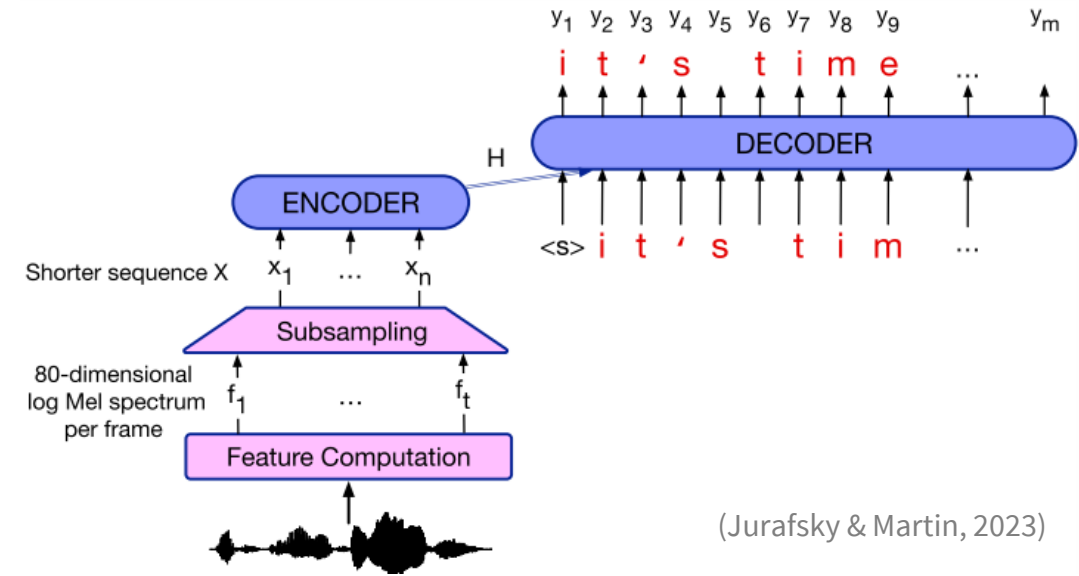 y1 y2 y3 y4 y5 y6 y7 y8 y9 ym
i t ‘ s t i m e ...
DECODER
H
ENCODER
<s> i t ‘ s t i m ...
Shorter sequence X
x1 ... xn
Subsampling
80-dimensional
log Mel spectrum
per frame
f1 ... ft
Feature Computation
(Jurafsky & Martin, 2023)